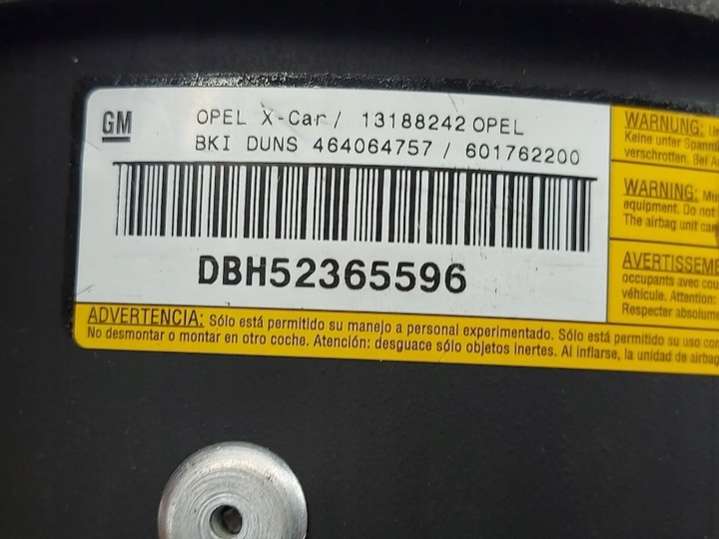 GM
OPEL X-Car/ 13188242 OPEL
BKI DUNS 464064757 / 601762200
DBH52365596
WARNUNG:
Keine unter Spann
verschrotten. Bei A
WARNING:
equipment. Do not
The airbag unit can
AVERTISSEME
occupants avec cou
véhicule. Attention:
Respecter absolum
ADVERTENCIA: Sólo está permitido su manejo a personal experimentado. Sólo está permitido su uso con
No desmontar o montar en otro coche. Atención: desguace sólo objetos inertes. Al inflarse, la unidad de airbag